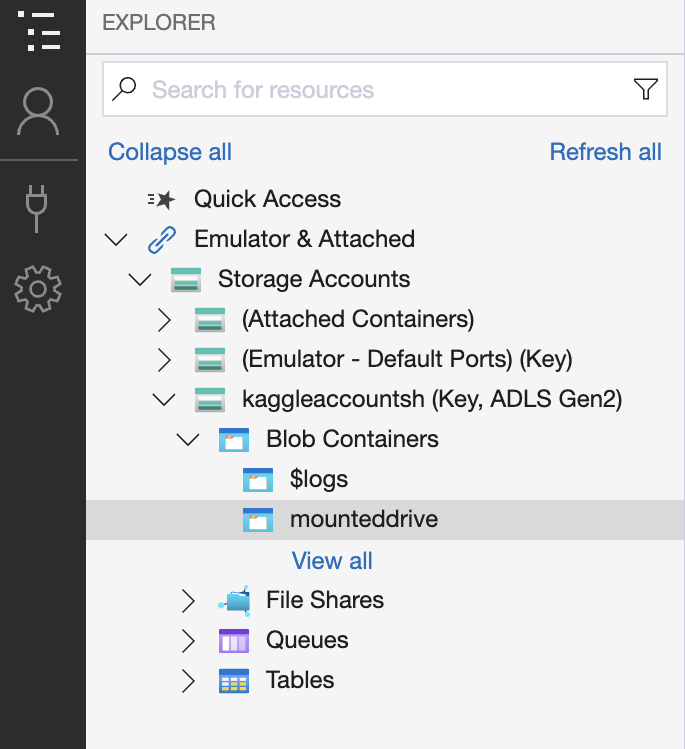 EXPLORER
Search for resources
Collapse all Refresh all
Quick Access
Emulator & Attached
Storage Accounts
(Attached Containers)
(Emulator - Default Ports) (Key)
kaggleaccountsh (Key, ADLS Gen2)
Blob Containers
$logs
mounteddrive
View all
File Shares
Queues
Tables